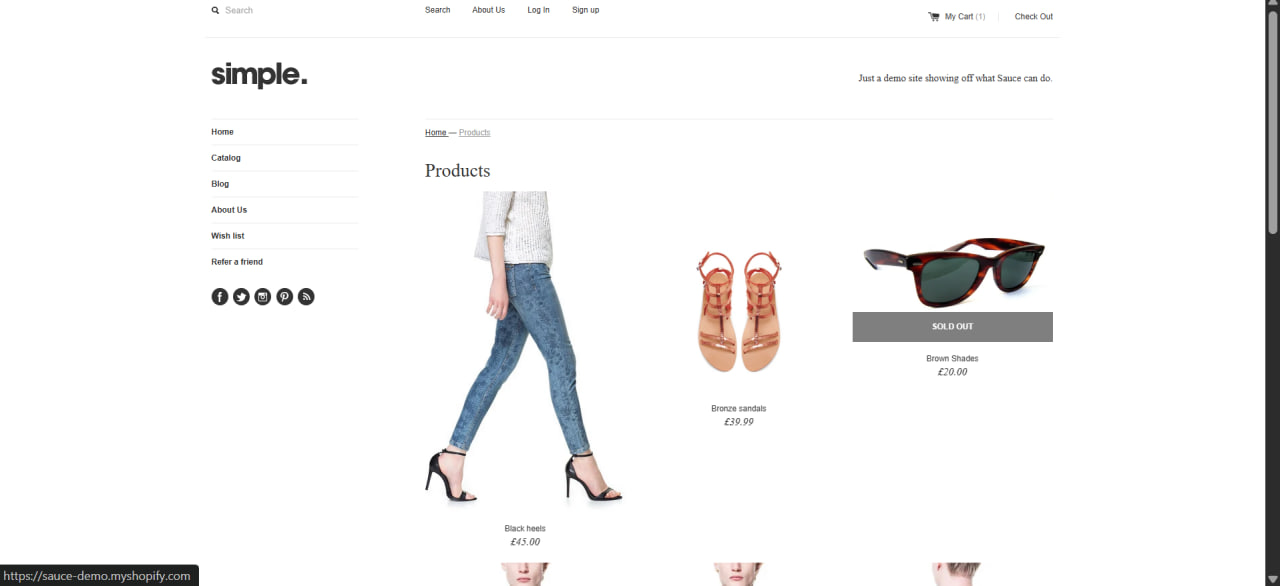 Search
Search About Us Log In Sign up
My Cart (1) Check Out
simple.
Just a demo site showing off what Sauce can do.
Home
Catalog
Blog
About Us
Wish list
Refer a friend
Home — Products
Products
Black heels
£45.00
Bronze sandals
£39.99
SOLD OUT
Brown Shades
£20.00
https://sauce-demo.myshopify.com